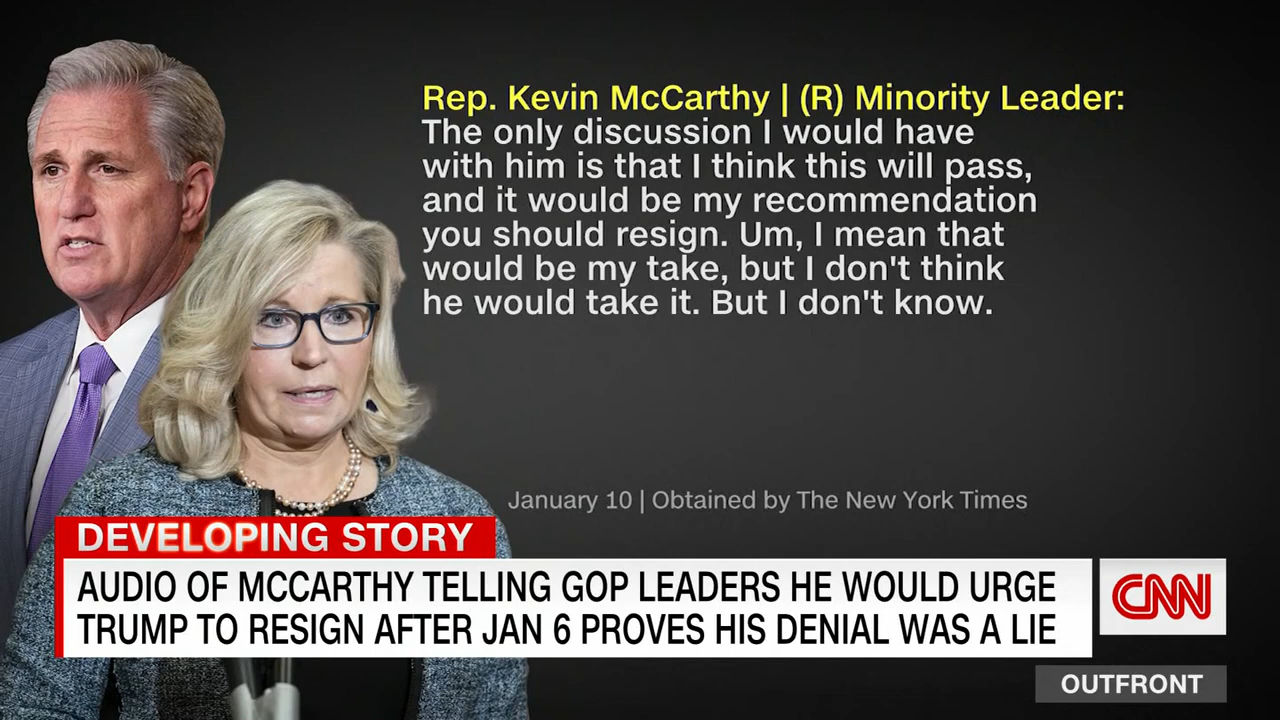 Rep. Kevin McCarthy | (R) Minority Leader:
The only discussion I would have
with him is that I think this will pass,
and it would be my recommendation
you should resign. Um, I mean that
would be my take, but I don't think
he would take it. But I don't know.
January 10 | Obtained by The New York Times
DEVELOPING STORY
AUDIO OF MCCARTHY TELLING GOP LEADERS HE WOULD URGE
TRUMP TO RESIGN AFTER JAN 6 PROVES HIS DENIAL WAS A LIE
CNN
OUTFRONT